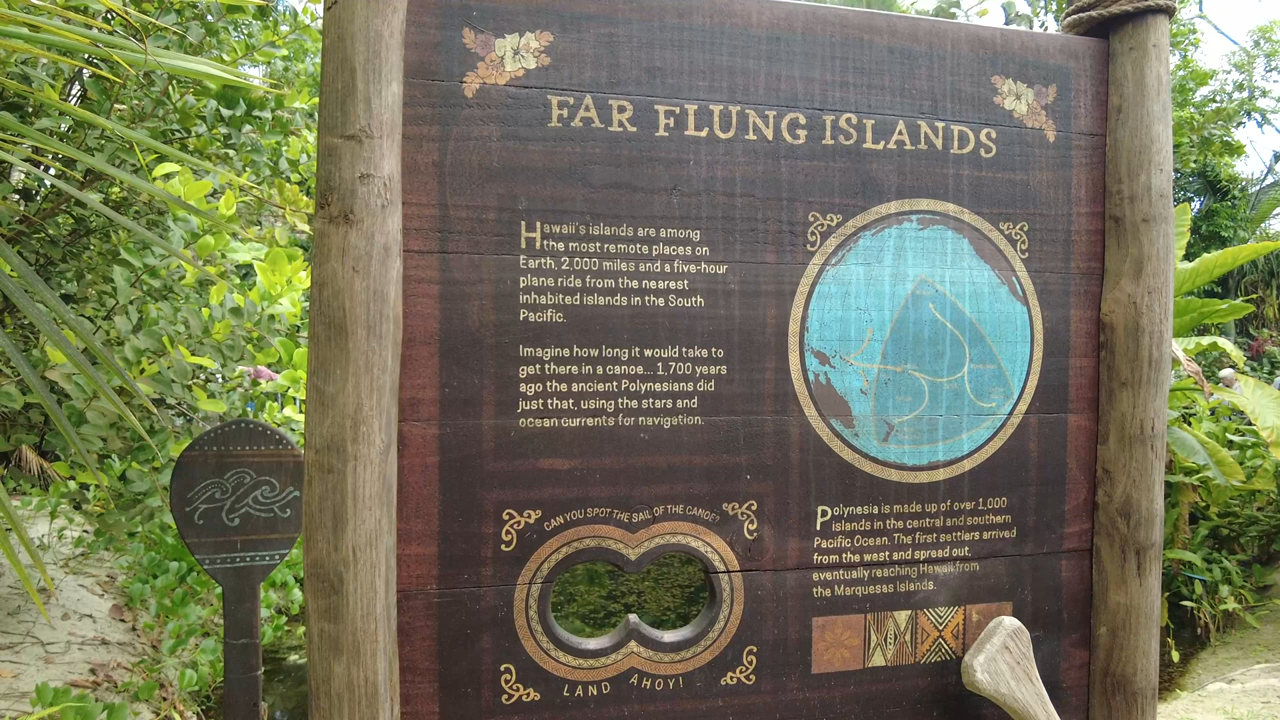 FAR FLUNG ISLANDS
Hawaii's islands are among
the most remote places on
Earth, 2,000 miles and a five-hour
plane ride from the nearest
inhabited islands in the South
Pacific.
Imagine how long it would take to
get there in a canoe... 1,700 years
ago the ancient Polynesians did
just that, using the stars and
ocean currents for navigation.
CAN YOU SPOT THE SAIL OF THE CANOE?
LAND AHOY!
Polynesia is made up of over 1,000
islands in the central and southern
Pacific Ocean. The first settlers arrived
from the west and spread out,
eventually reaching Hawaii from
the Marquesas Islands.